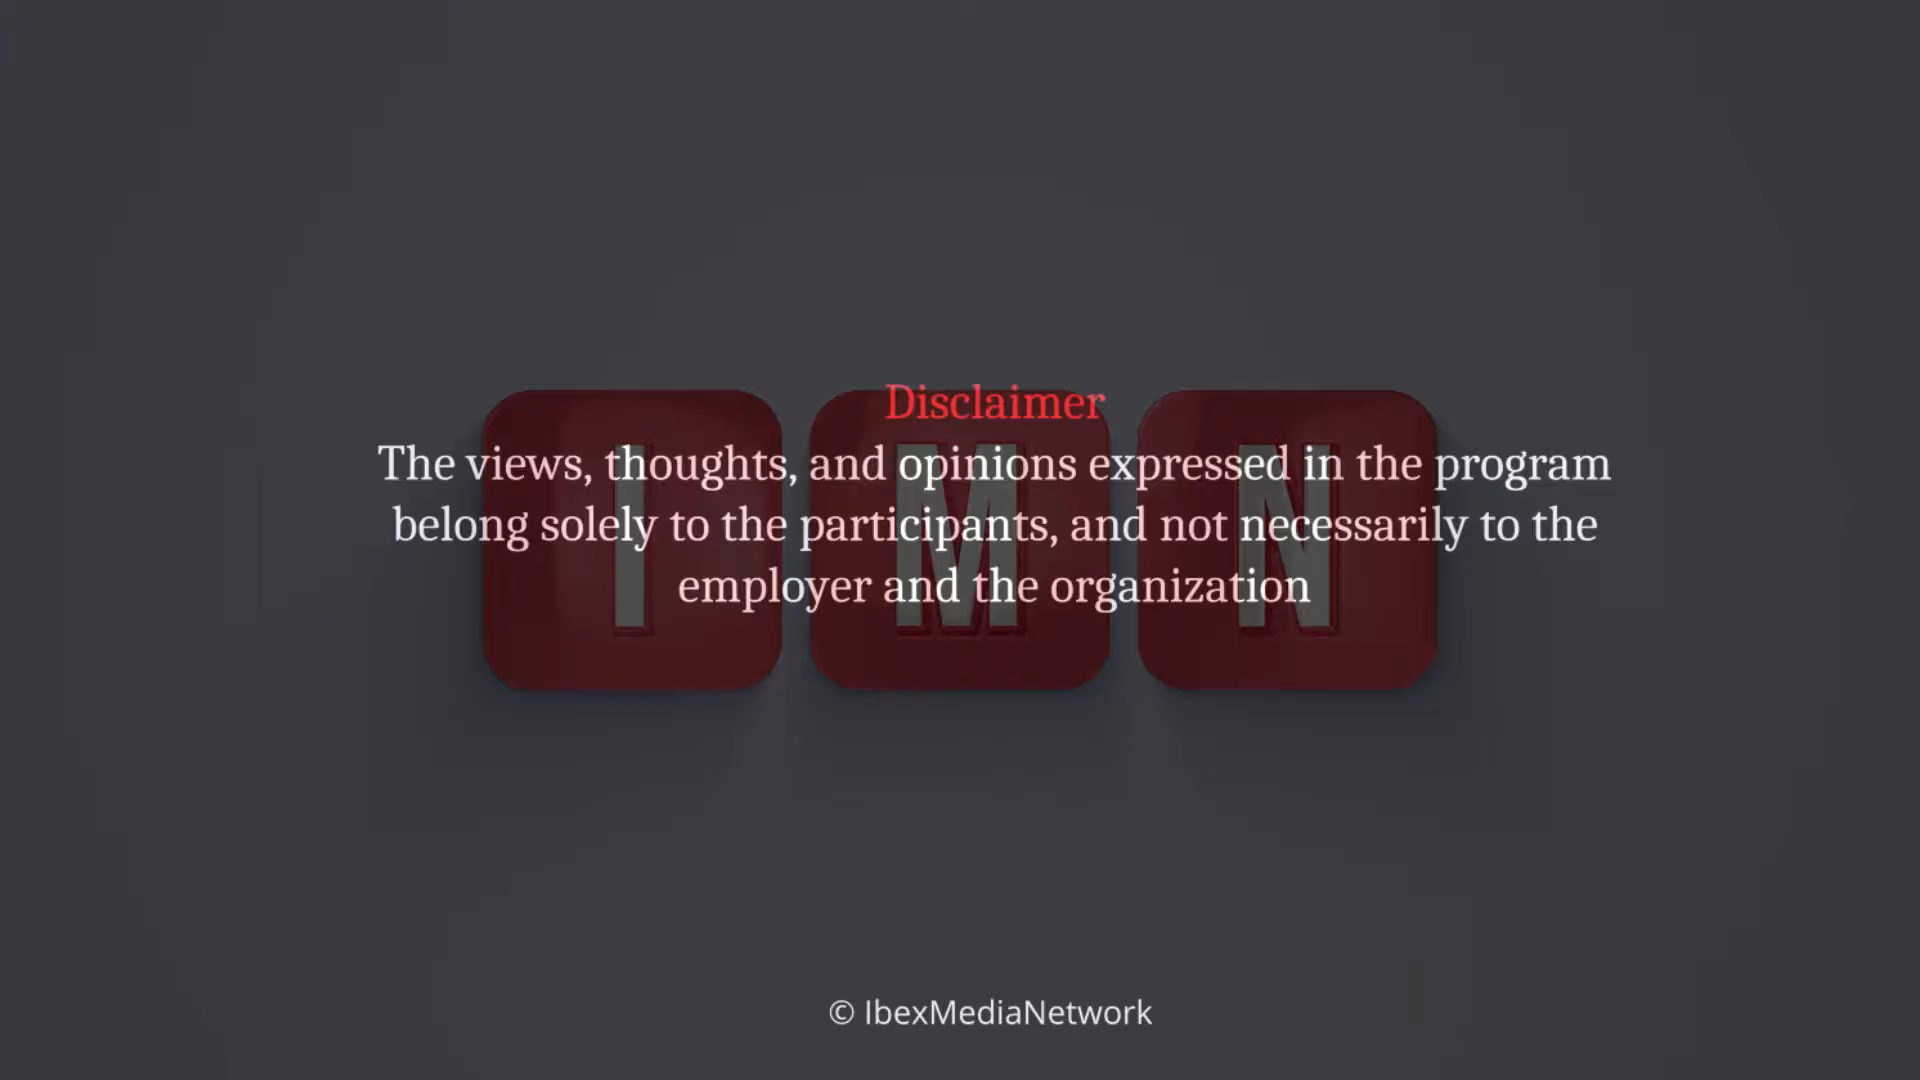 Disclaimer
The views, thoughts, and opinions expressed in the program
belong solely to the participants, and not necessarily to the
employer and the organization
I M N
© IbexMediaNetwork